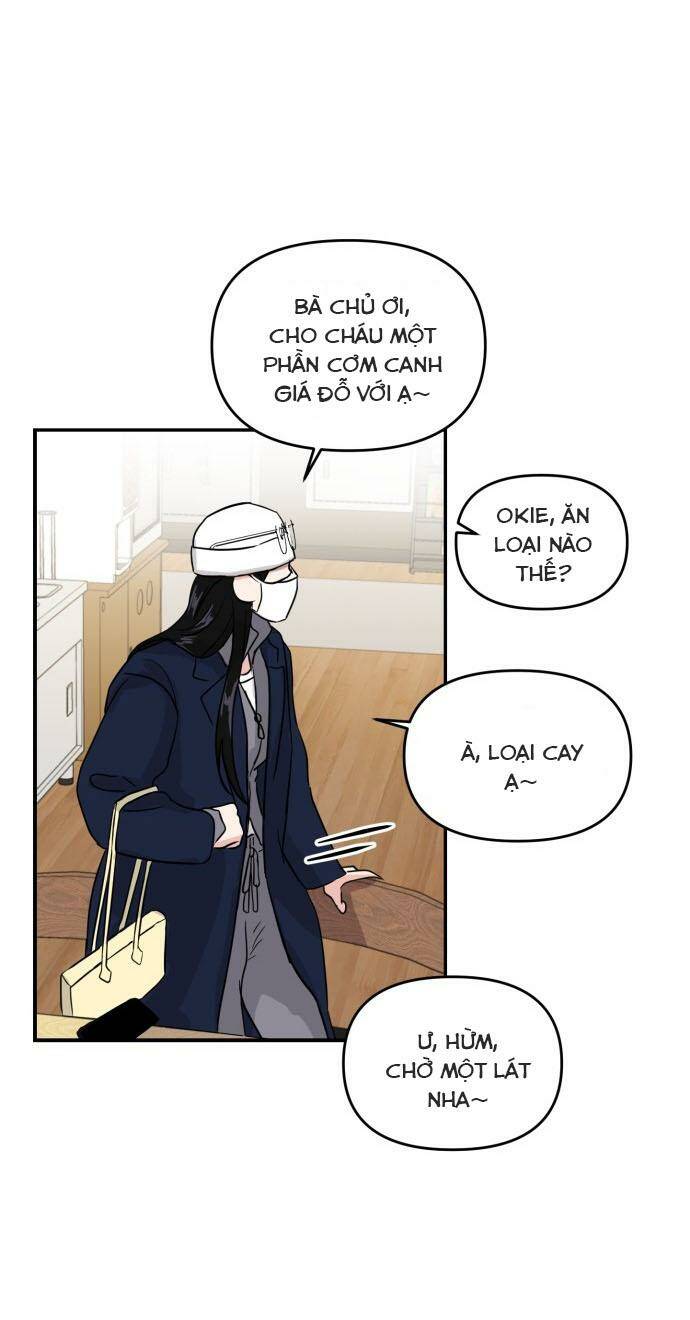 BÀ CHỦ ƠI,
CHO CHÁU MỘT
PHẦN CƠM CANH
GIÁ ĐỖ VỚI Ạ~
OKIE, ĂN
LOẠI NÀO
THẾ?
À, LOẠI CAY
Ạ~
Ư, HỪM,
CHỜ MỘT LÁT
NHA~